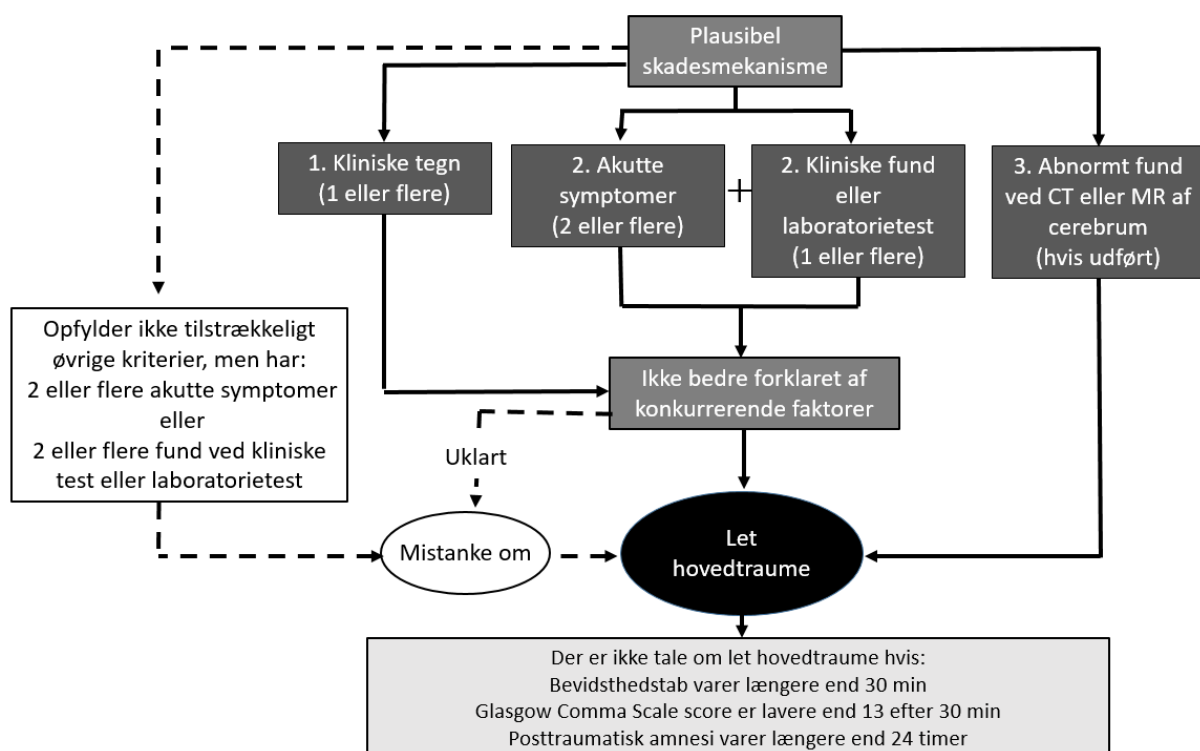 Plausibel
skadesmekanisme
1. Kliniske tegn
(1 eller flere)
2. Akutte
symptomer
(2 eller flere)
+
2. Kliniske fund
eller
laboratorietest
(1 eller flere)
3. Abnormt fund
ved CT eller MR af
cerebrum
(hvis udført)
Opfylder ikke tilstrækkeligt
øvrige kriterier, men har:
2 eller flere akutte symptomer
eller
2 eller flere fund ved kliniske
test eller laboratorietest
Ikke bedre forklaret af
konkurrerende faktorer
Uklart
Mistanke om
Let
hovedtraume
Der er ikke tale om let hovedtraume hvis:
Bevidsthedstab varer længere end 30 min
Glasgow Comma Scale score er lavere end 13 efter 30 min
Posttraumatisk amnesi varer længere end 24 timer